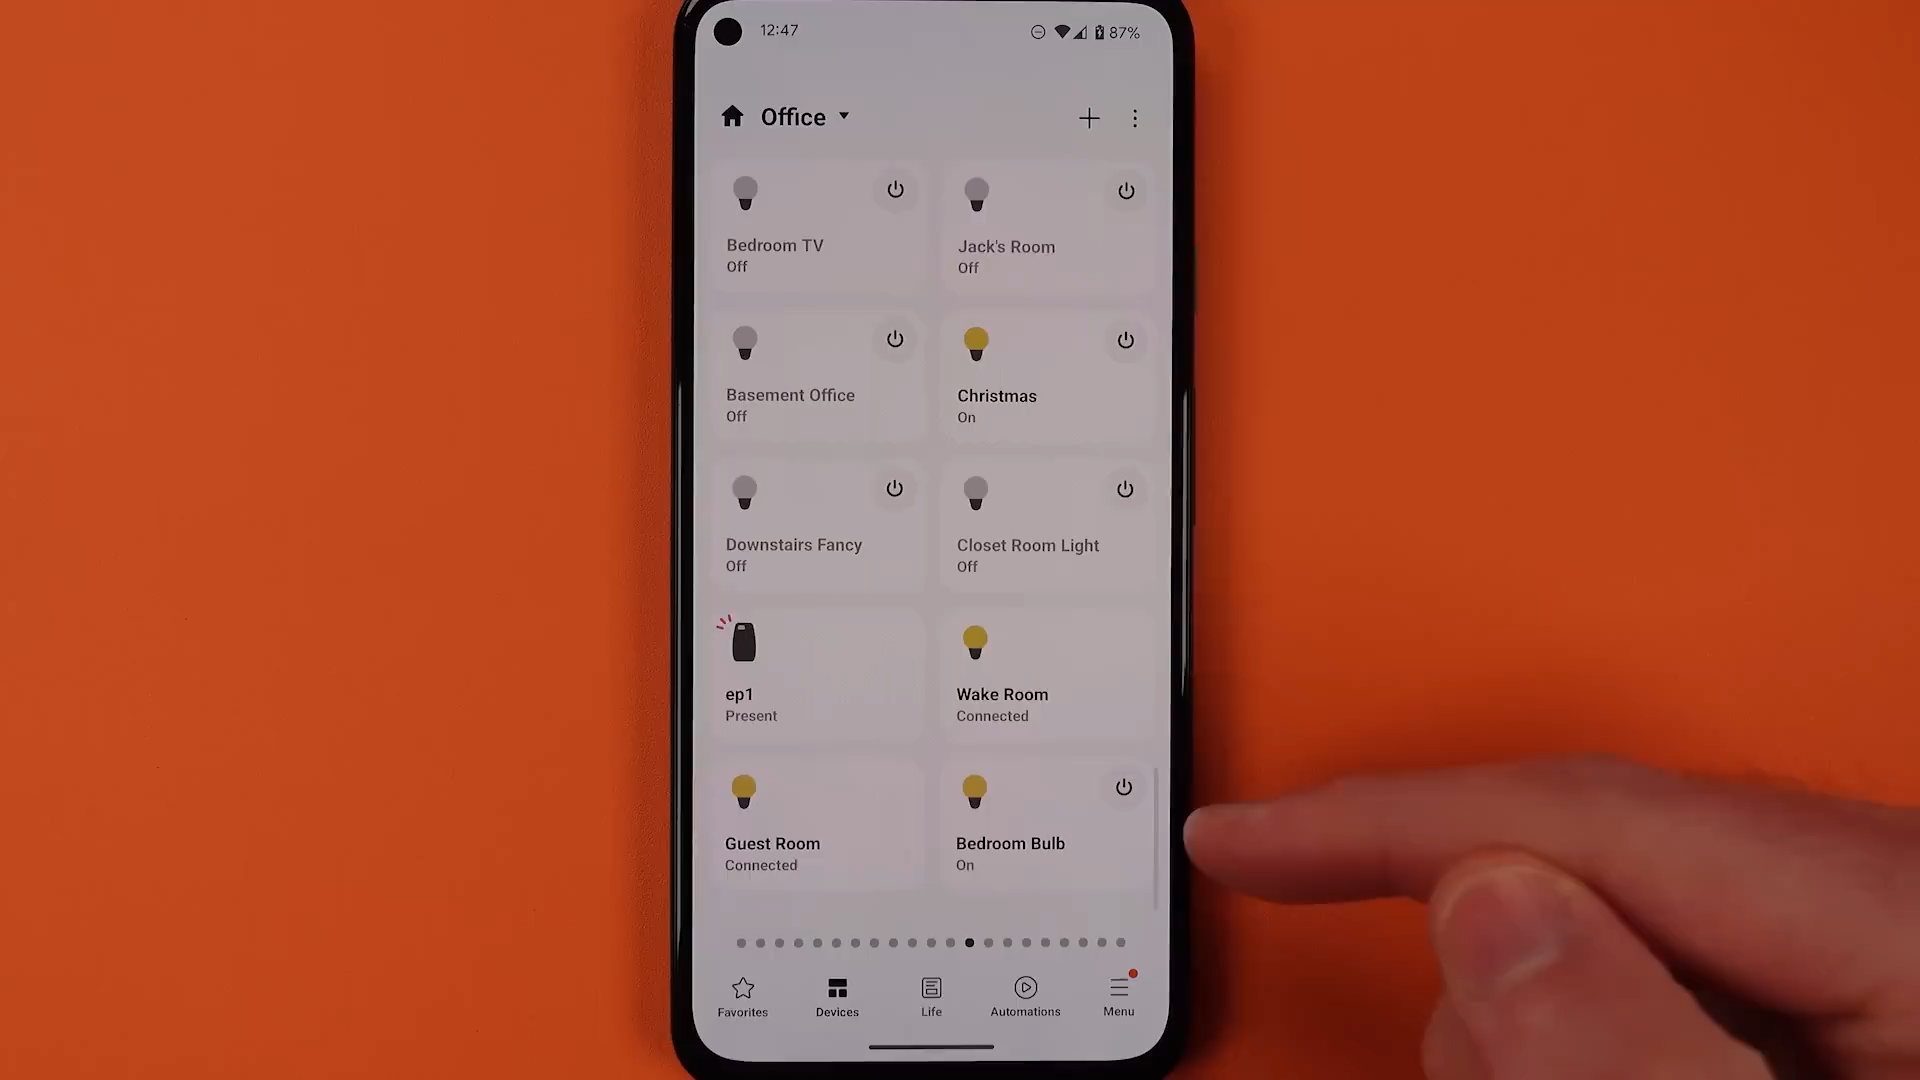 12:47
87%
Office
Bedroom TV
Off
Jack's Room
Off
Basement Office
Off
Christmas
On
Downstairs Fancy
Off
Closet Room Light
Off
ep1
Present
Wake Room
Connected
Guest Room
Connected
Bedroom Bulb
On
Favorites
Devices
Life
Automations
Menu